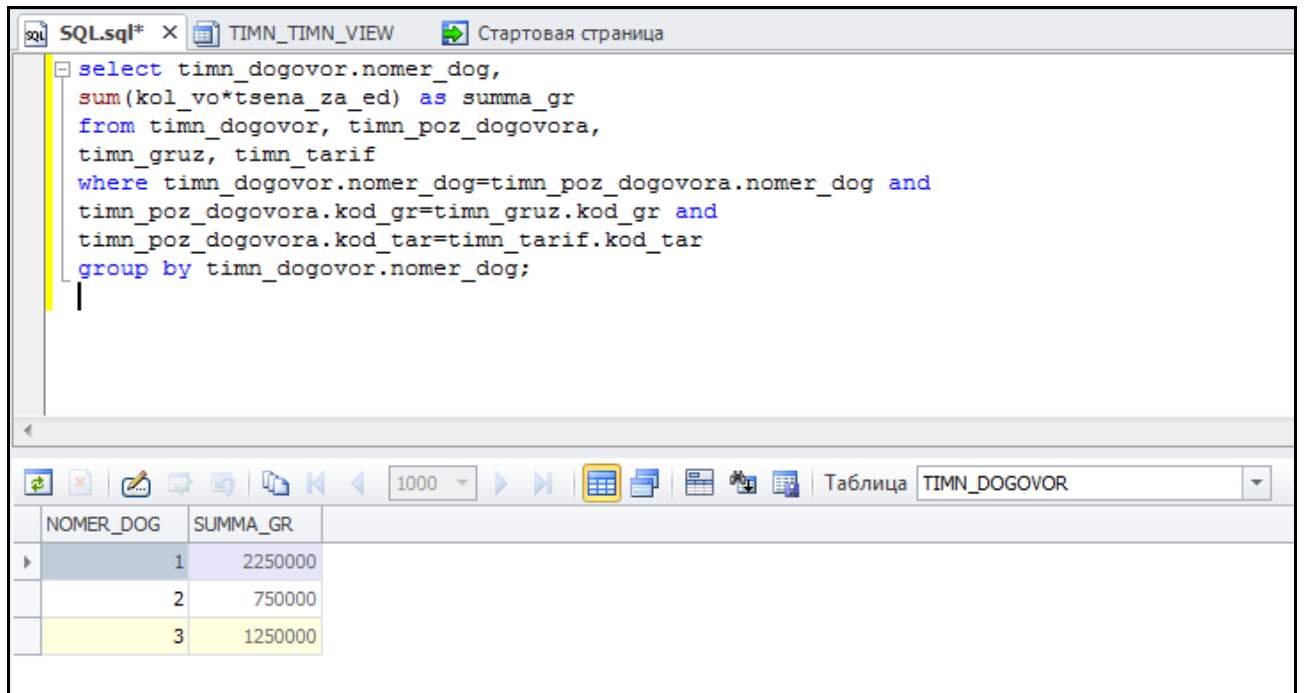 SQL SQL.sql* TIMN_TIMN_VIEW Стартовая страница
select timn_dogovor.nomer_dog,
sum(kol_vo*tsena_za_ed) as summa_gr
from timn_dogovor, timn_poz_dogovora,
timn_gruz, timn_tarif
where timn_dogovor.nomer_dog=timn_poz_dogovora.nomer_dog and
timn_poz_dogovora.kod_gr=timn_gruz.kod_gr and
timn_poz_dogovora.kod_tar=timn_tarif.kod_tar
group by timn_dogovor.nomer_dog;
1000 Таблица TIMN_DOGOVOR
NOMER_DOG SUMMA_GR
1 2250000
2 750000
3 1250000